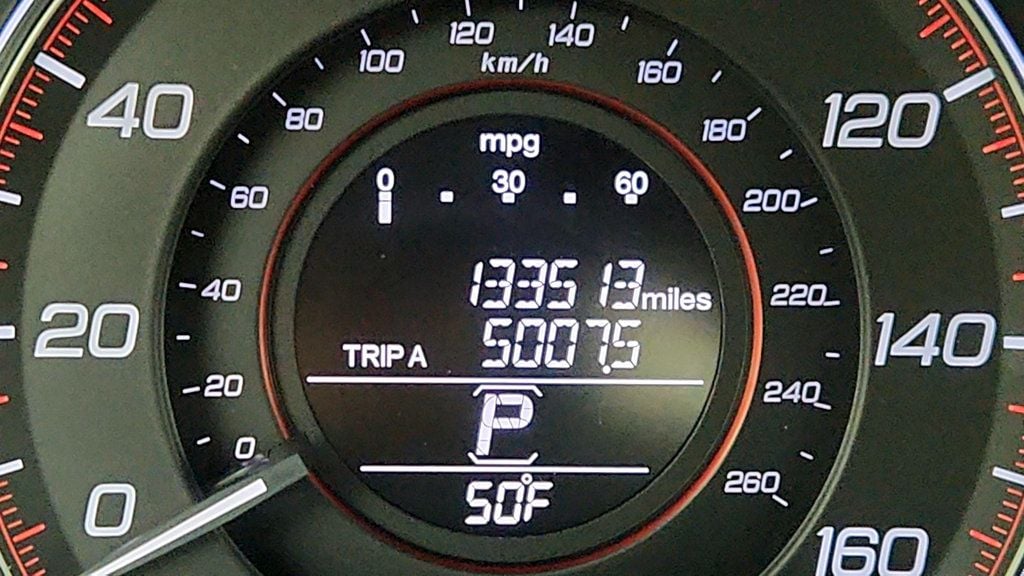 120 140
100 km/h 160
40 80 180 120
mpg
0 30 60
60 200
133513 miles
40 220
20 TRIP A 5007.5 140
20 240
P
0 260
0 50°F 160